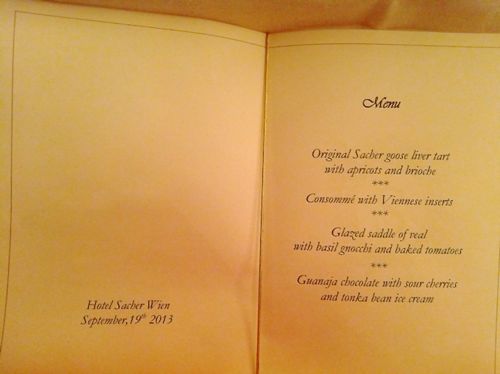 Hotel Sacher Wien
September,19th 2013
Menu
Original Sacher goose liver tart
with apricots and brioche
***
Consommé with Viennese inserts
***
Glazed saddle of real
with basil gnocchi and baked tomatoes
***
Guanaja chocolate with sour cherries
and tonka bean ice cream